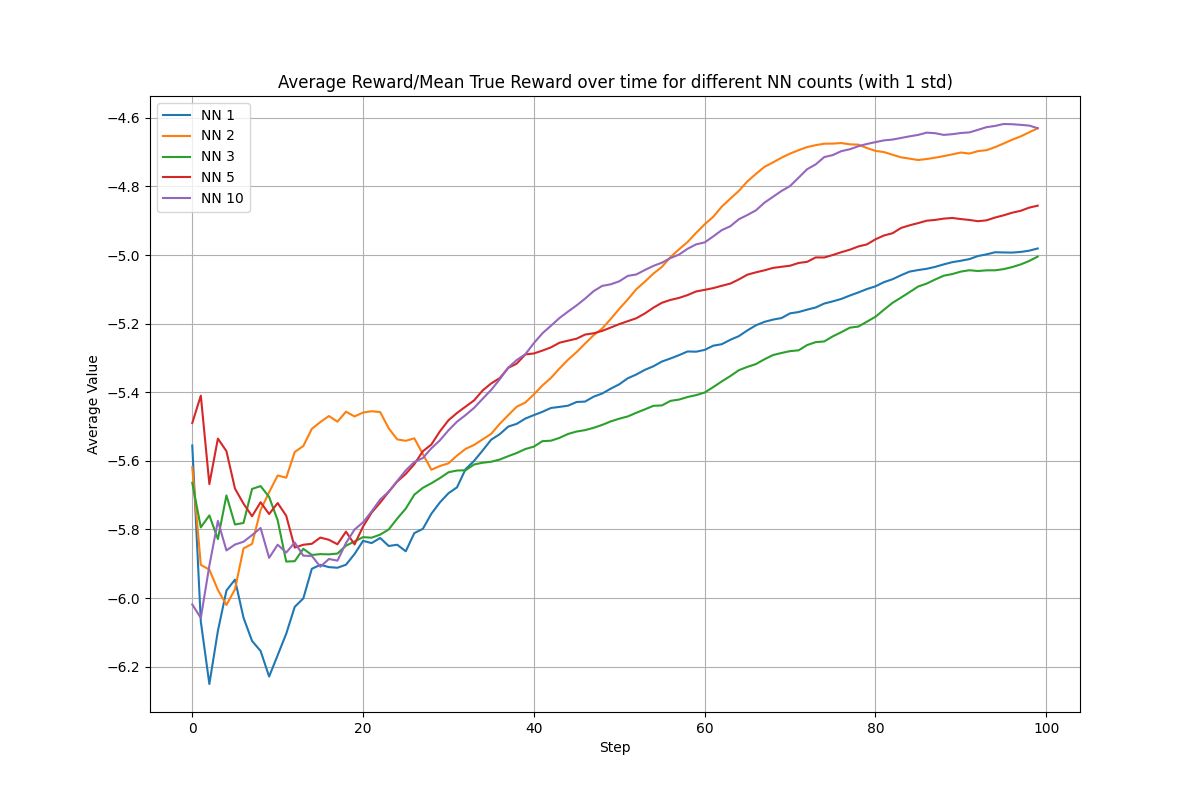 Average Reward/Mean True Reward over time for different NN counts (with 1 std)
NN 1
NN 2
NN 3
NN 5
NN 10
−4.6
−4.8
−5.0
−5.2
−5.4
−5.6
−5.8
−6.0
−6.2
Average Value
0 20 40 60 80 100
Step